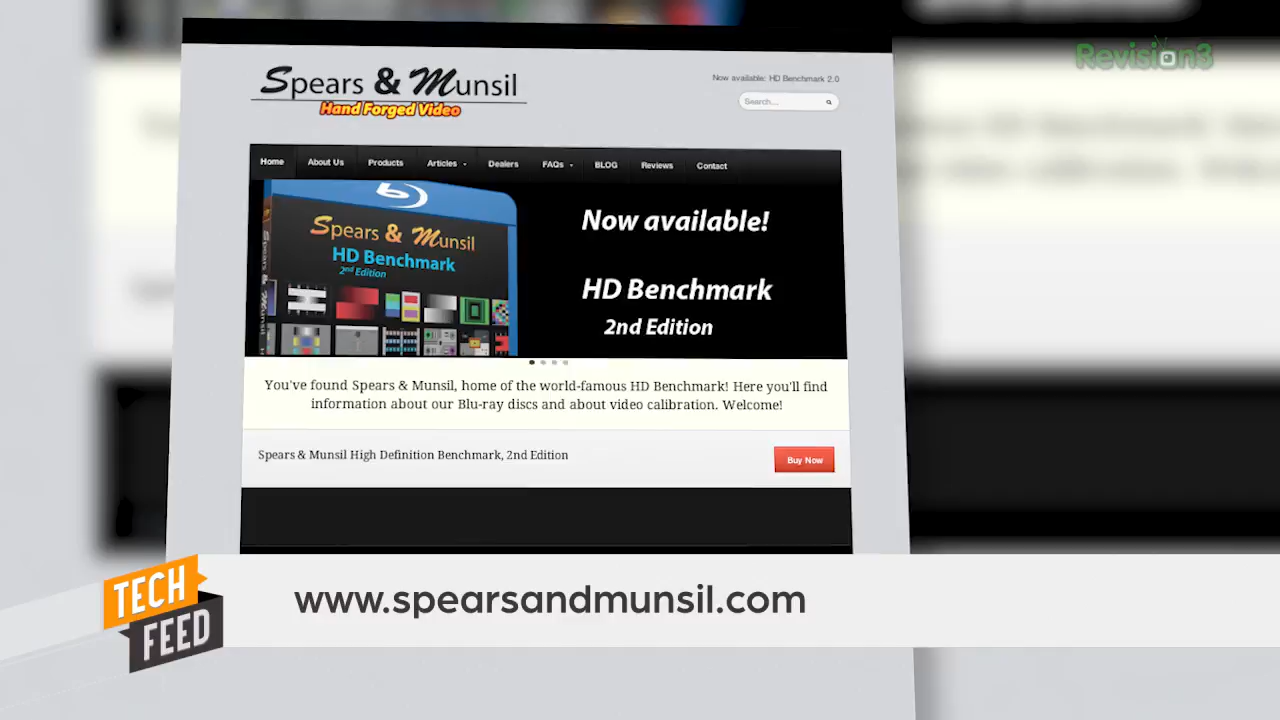 Revision3
Spears & Munsil
Hand Forged Video
Now available: HD Benchmark 2.0
Search...
Home About Us Products Articles Dealers FAQs BLOG Reviews Contact
Spears & Munsil
HD Benchmark
2nd Edition
Spears & Munsil
Now available!
HD Benchmark
2nd Edition
You've found Spears & Munsil, home of the world-famous HD Benchmark! Here you'll find
information about our Blu-ray discs and about video calibration. Welcome!
Spears & Munsil High Definition Benchmark, 2nd Edition
Buy Now
TECH
FEED
www.spearsandmunsil.com